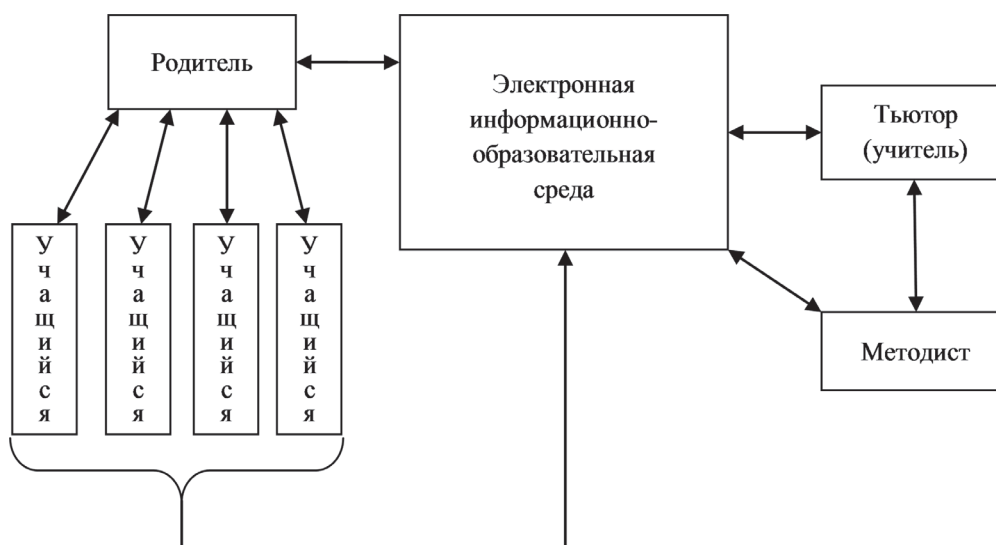 Родитель
Электронная
информационно-
образовательная
среда
Тьютор
(учитель)
Учащийся
Учащийся
Учащийся
Учащийся
Методист